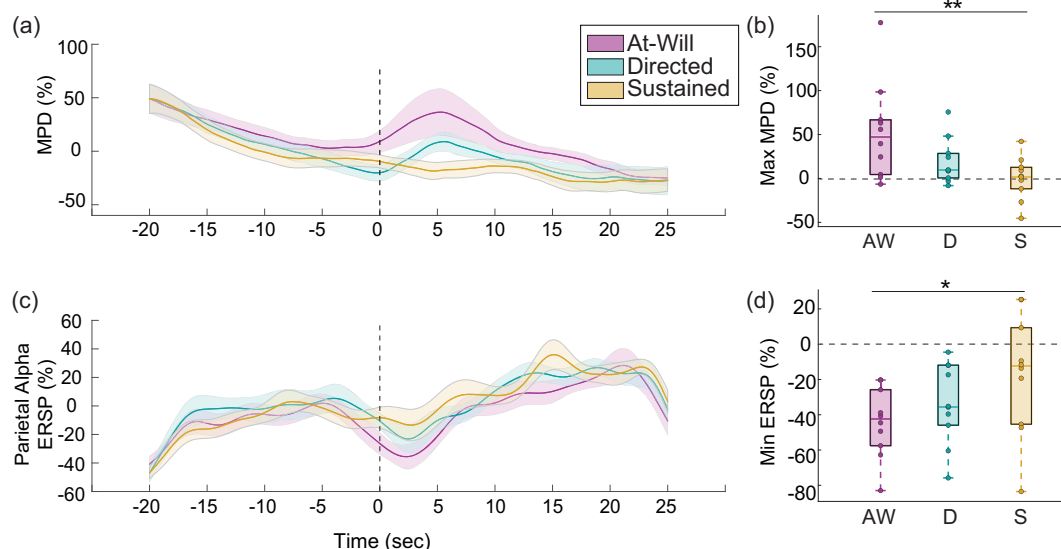 (a)
MPD (%)
100
50
0
-50
-20 -15 -10 -5 0 5 10 15 20 25
At-Will
Directed
Sustained
(b)
**
Max MPD (%)
150
100
50
0
-50
AW D S
(c)
Parietal Alpha
ERSP (%)
60
40
20
0
-20
-40
-60
-20 -15 -10 -5 0 5 10 15 20 25
Time (sec)
(d)
*
Min ERSP (%)
20
0
-20
-40
-60
-80
AW D S